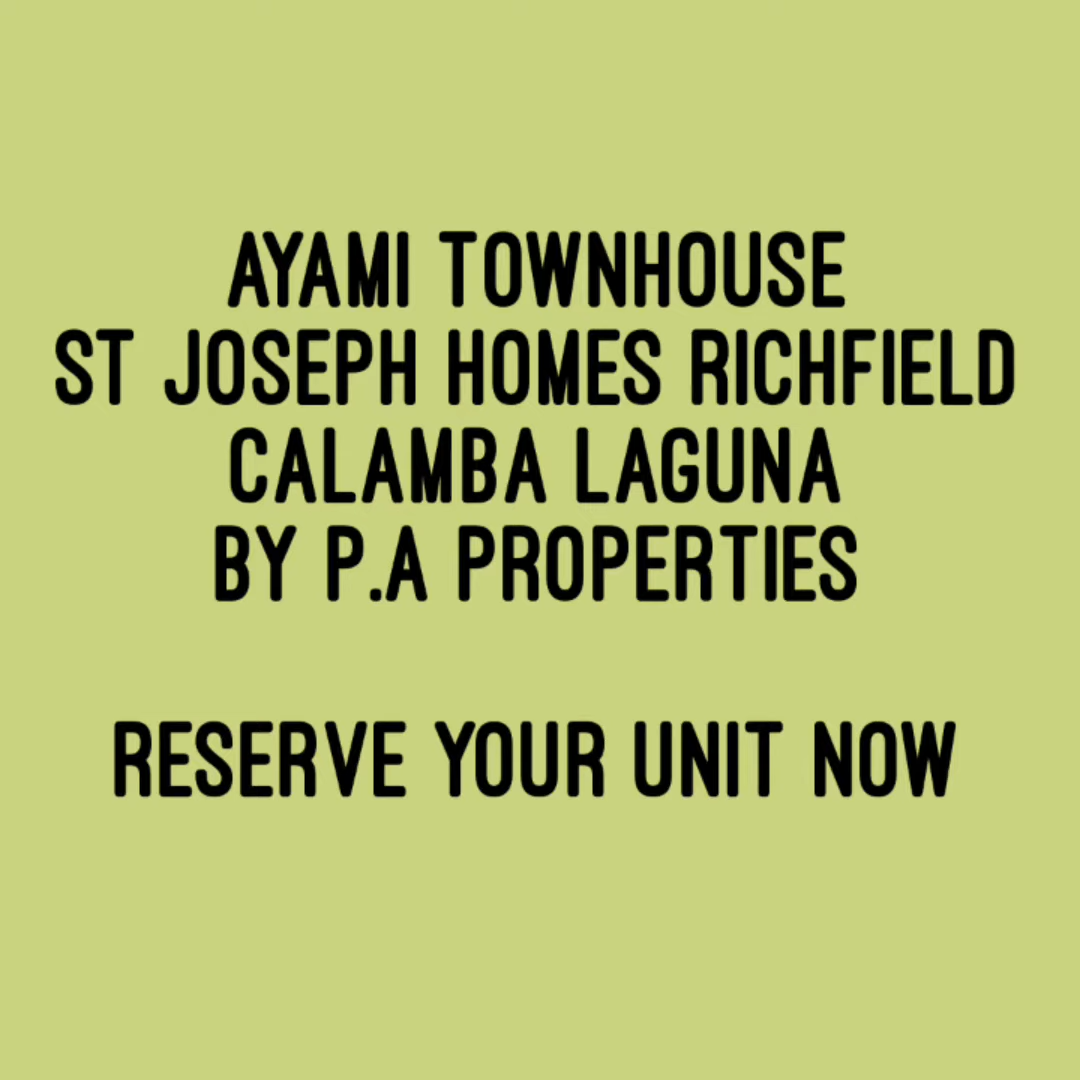 AYAMI TOWNHOUSE
ST JOSEPH HOMES RICHFIELD
CALAMBA LAGUNA
BY P.A PROPERTIES
RESERVE YOUR UNIT NOW